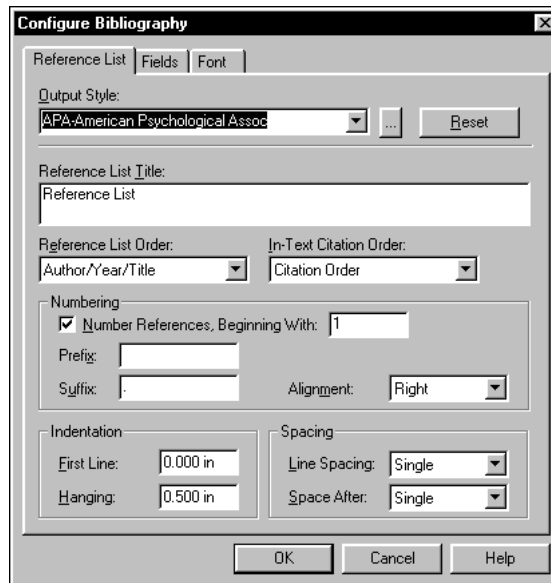 Configure Bibliography
Reference List Fields Font
Output Style:
APA-American Psychological Assoc ... Reset
Reference List Title:
Reference List
Reference List Order: In-Text Citation Order:
Author/Year/Title Citation Order
Numbering
Number References, Beginning With: 1
Prefix:
Suffix: . Alignment: Right
Indentation Spacing
First Line: 0.000 in Line Spacing: Single
Hanging: 0.500 in Space After: Single
OK Cancel Help